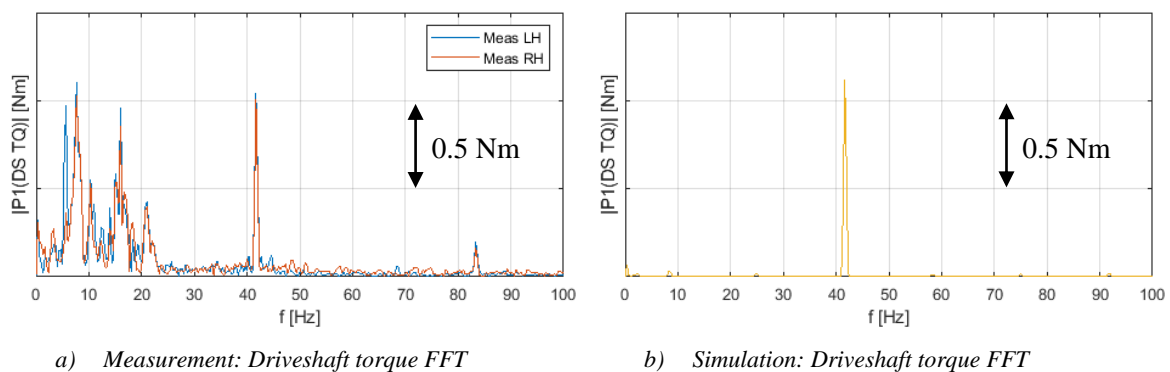 Meas LH
Meas RH
|P1(DS TQ)| [Nm]
0.5 Nm
0 10 20 30 40 50 60 70 80 90 100
f [Hz]
a) Measurement: Driveshaft torque FFT
|P1(DS TQ)| [Nm]
0.5 Nm
0 10 20 30 40 50 60 70 80 90 100
f [Hz]
b) Simulation: Driveshaft torque FFT